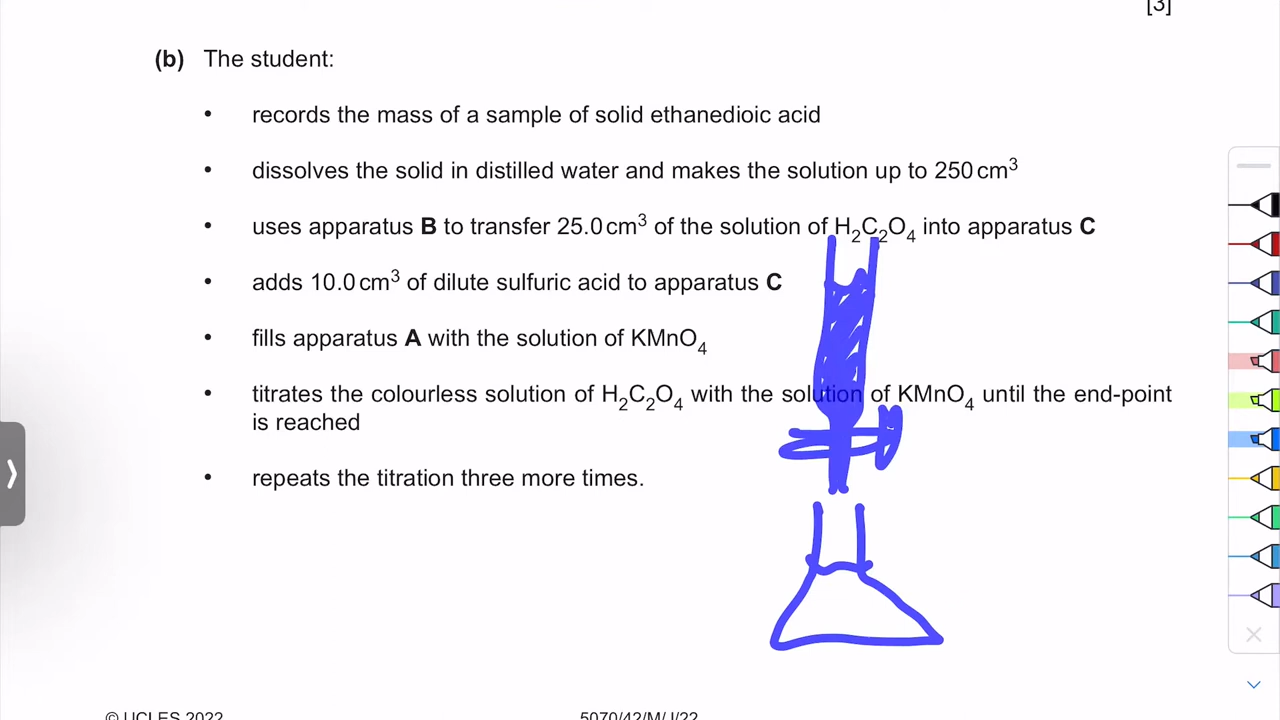 [3]
(b) The student:
• records the mass of a sample of solid ethanedioic acid
• dissolves the solid in distilled water and makes the solution up to 250 cm³
• uses apparatus B to transfer 25.0 cm³ of the solution of H₂C₂O₄ into apparatus C
• adds 10.0 cm³ of dilute sulfuric acid to apparatus C
• fills apparatus A with the solution of KMnO₄
• titrates the colourless solution of H₂C₂O₄ with the solution of KMnO₄ until the end-point
is reached
• repeats the titration three more times.
© UCLES 2022 5070/42/M/J/22